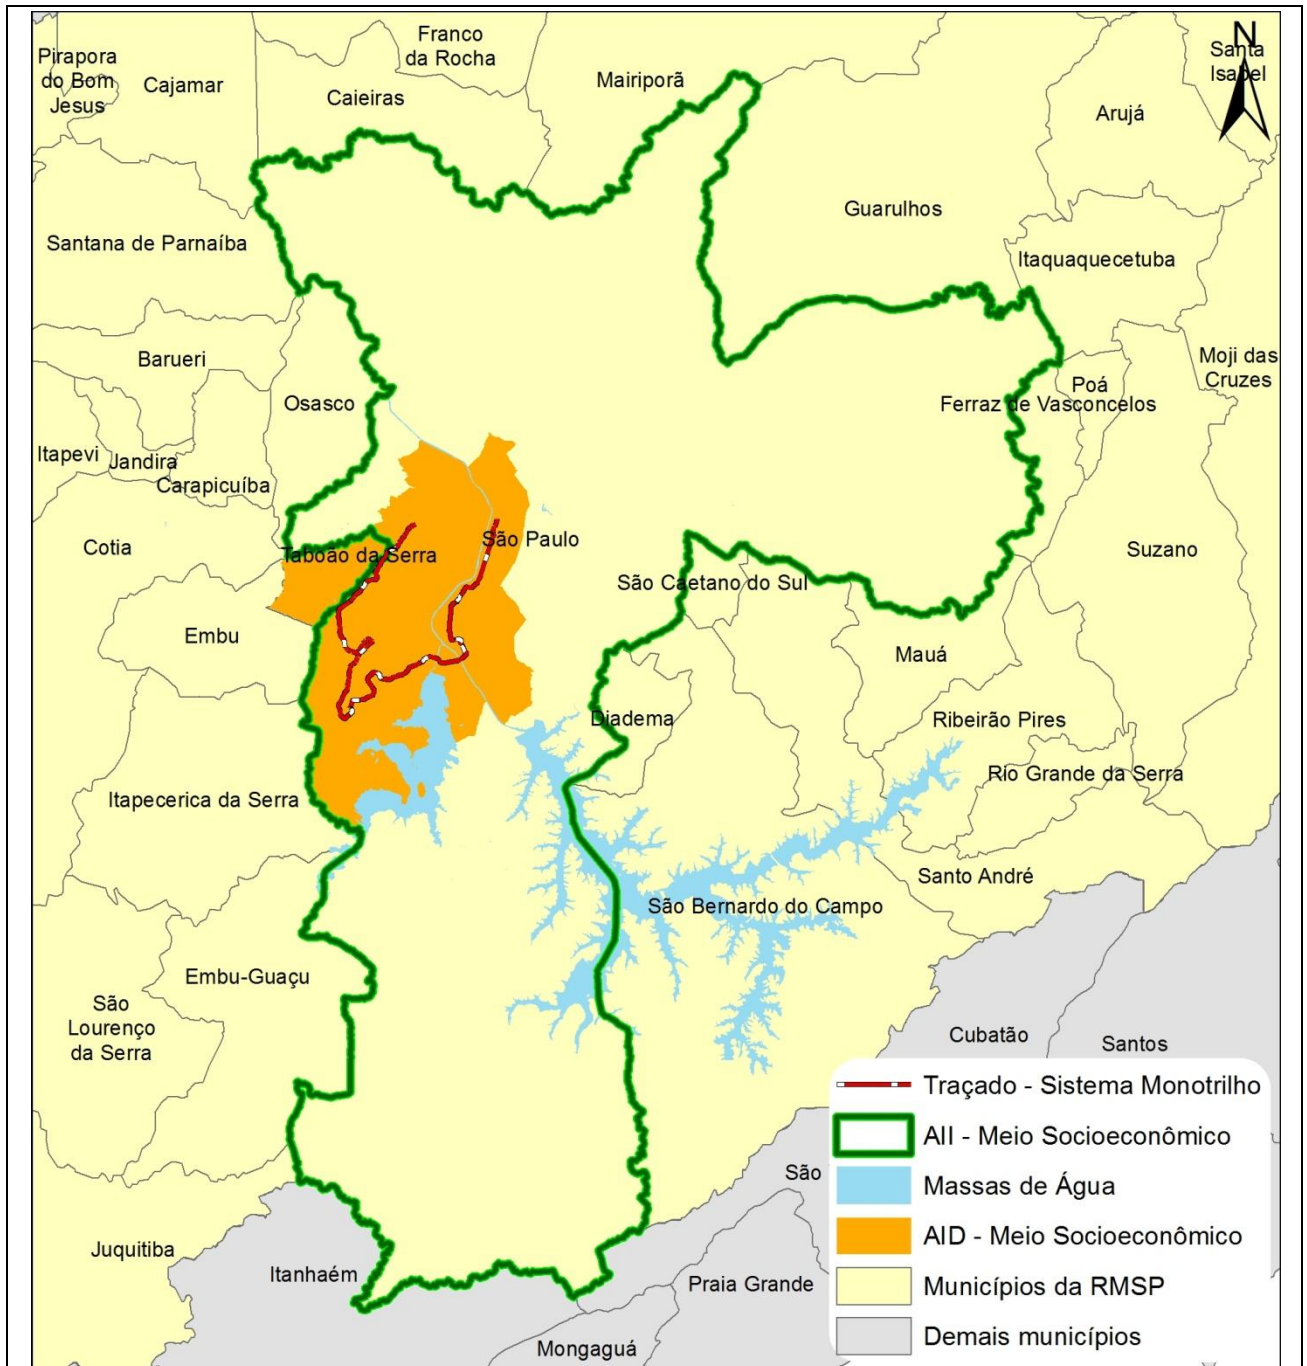 Franco
da Rocha
N
Santa
Isabel
Pirapora
do Bom
Jesus
Cajamar
Caieiras
Mairiporã
Arujá
Guarulhos
Santana de Parnaíba
Itaquaquecetuba
Barueri
Moji das
Cruzes
Poá
Osasco
Ferraz de Vasconcelos
Itapevi
Jandira
Carapicuíba
Cotia
Taboão da Serra
São Paulo
Suzano
São Caetano do Sul
Embu
Mauá
Diadema
Ribeirão Pires
Rio Grande da Serra
Itapecerica da Serra
Santo André
São Bernardo do Campo
Embu-Guaçu
São
Lourenço
da Serra
Cubatão
Santos
Traçado - Sistema Monotrilho
AII - Meio Socioeconômico
São
Massas de Água
AID - Meio Socioeconômico
Juquitiba
Itanhaém
Praia Grande
Municípios da RMSP
Mongaguá
Demais municípios